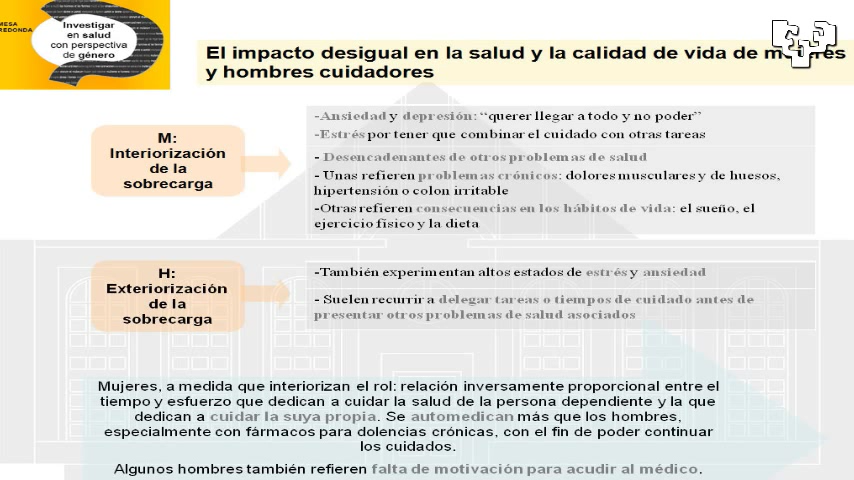 MESA
REDONDA
Investigar
en salud
con perspectiva
de género
El impacto desigual en la salud y la calidad de vida de mujeres
y hombres cuidadores
M:
Interiorización
de la
sobrecarga
-Ansiedad y depresión: “querer llegar a todo y no poder”
-Estrés por tener que combinar el cuidado con otras tareas
- Desencadenantes de otros problemas de salud
- Unas refieren problemas crónicos: dolores musculares y de huesos,
hipertensión o colon irritable
-Otras refieren consecuencias en los hábitos de vida: el sueño, el
ejercicio físico y la dieta
H:
Exteriorización
de la
sobrecarga
-También experimentan altos estados de estrés y ansiedad
- Suelen recurrir a delegar tareas o tiempos de cuidado antes de
presentar otros problemas de salud asociados
Mujeres, a medida que interiorizan el rol: relación inversamente proporcional entre el
tiempo y esfuerzo que dedican a cuidar la salud de la persona dependiente y la que
dedican a cuidar la suya propia. Se automedican más que los hombres,
especialmente con fármacos para dolencias crónicas, con el fin de poder continuar
los cuidados.
Algunos hombres también refieren falta de motivación para acudir al médico.